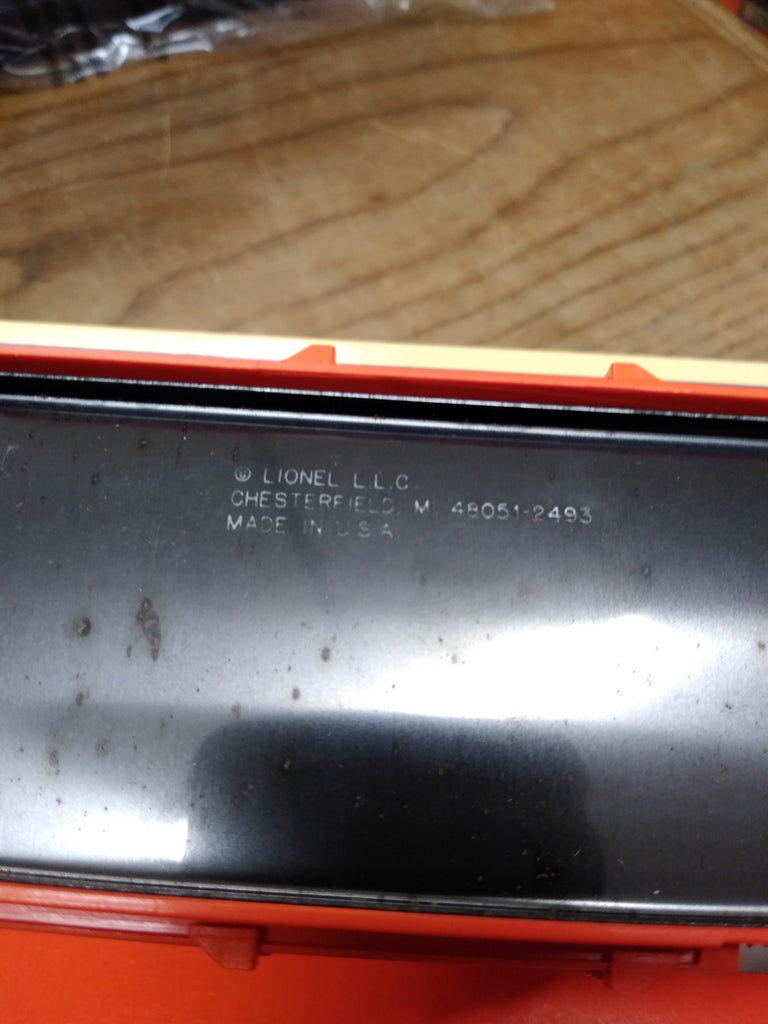 © LIONEL L.L.C.
CHESTERFIELD, MI 48051-2493
MADE IN U.S.A.